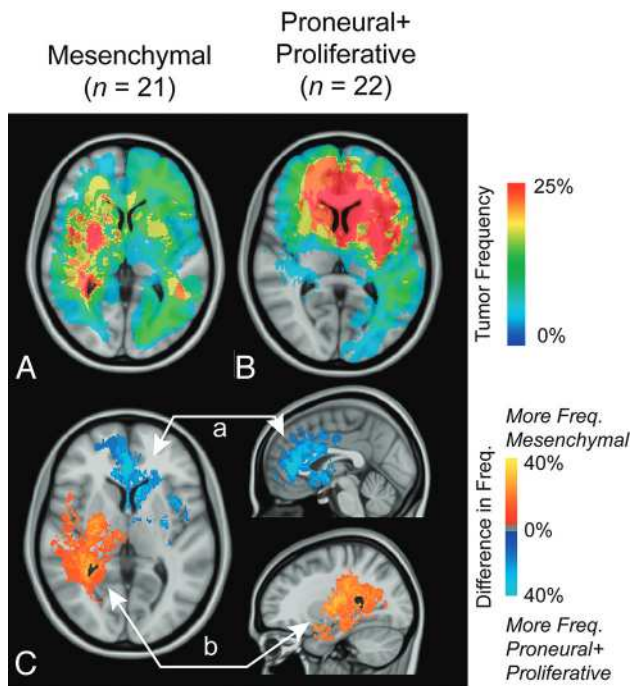 Mesenchymal
(n = 21)
Proneural+
Proliferative
(n = 22)
A
B
25%
Tumor Frequency
0%
a
b
C
More Freq.
Mesenchymal
40%
Difference in Freq.
0%
40%
More Freq.
Proneural+
Proliferative